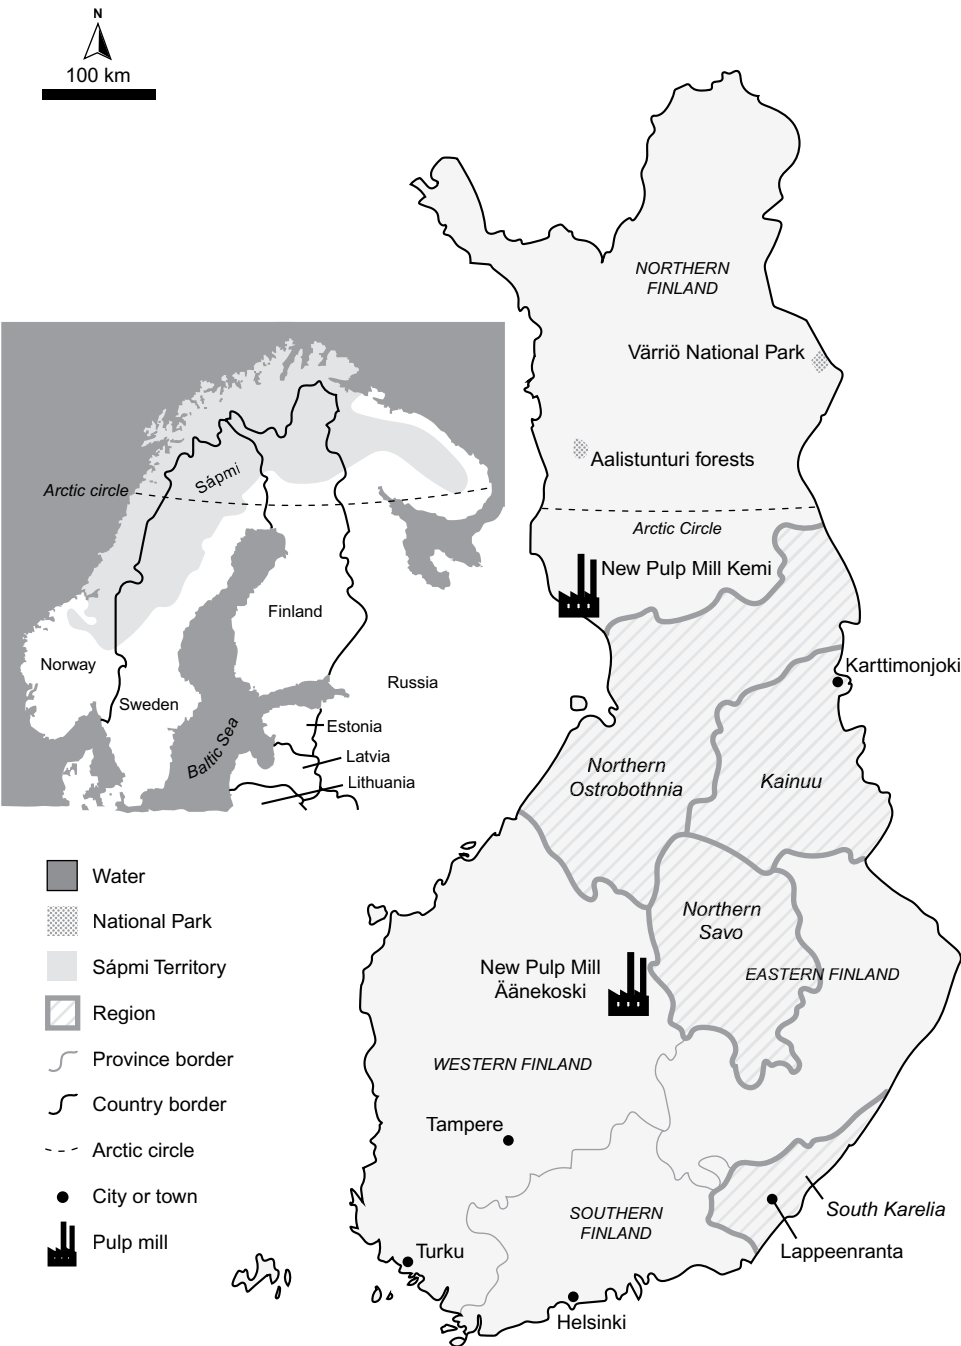 N
100 km
NORTHERN
FINLAND
Värriö National Park
Aalistunturi forests
Arctic Circle
New Pulp Mill Kemi
Karttimonjoki
Northern
Ostrobothnia
Kainuu
Northern
Savo
New Pulp Mill
Äänekoski
EASTERN FINLAND
WESTERN FINLAND
Tampere
SOUTHERN
FINLAND
South Karelia
Lappeenranta
Turku
Helsinki
Arctic circle
Sápmi
Finland
Norway
Sweden
Russia
Baltic Sea
Estonia
Latvia
Lithuania
Water
National Park
Sápmi Territory
Region
Province border
Country border
Arctic circle
City or town
Pulp mill